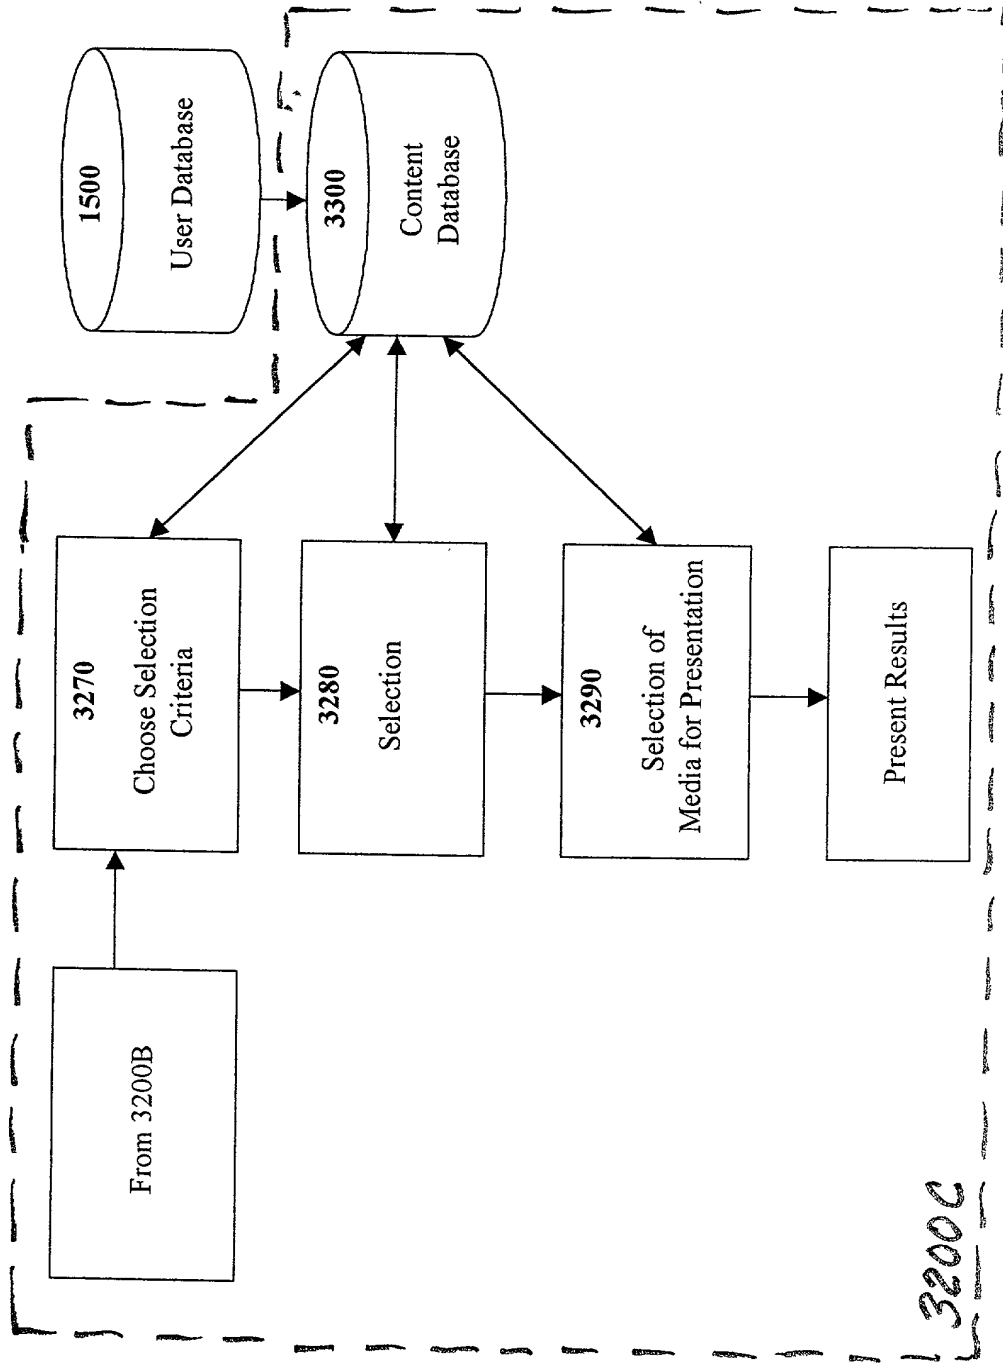 From 3200B
3270
Choose Selection
Criteria
3280
Selection
3290
Selection of
Media for Presentation
Present Results
1500
User Database
3300
Content
Database
3200C